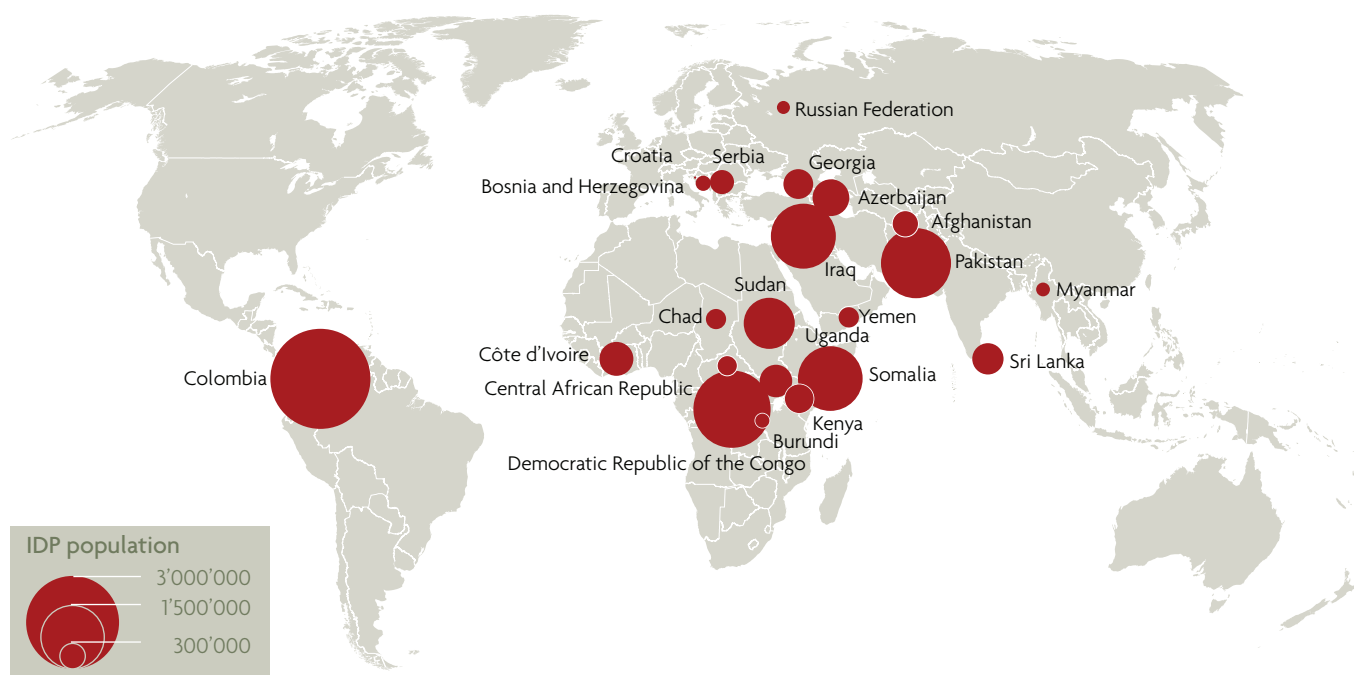 Russian Federation
Croatia
Serbia
Georgia
Bosnia and Herzegovina
Azerbaijan
Afghanistan
Pakistan
Iraq
Sudan
Myanmar
Chad
Yemen
Uganda
Côte d'Ivoire
Sri Lanka
Colombia
Somalia
Central African Republic
Kenya
Burundi
Democratic Republic of the Congo
IDP population
3'000'000
1'500'000
300'000